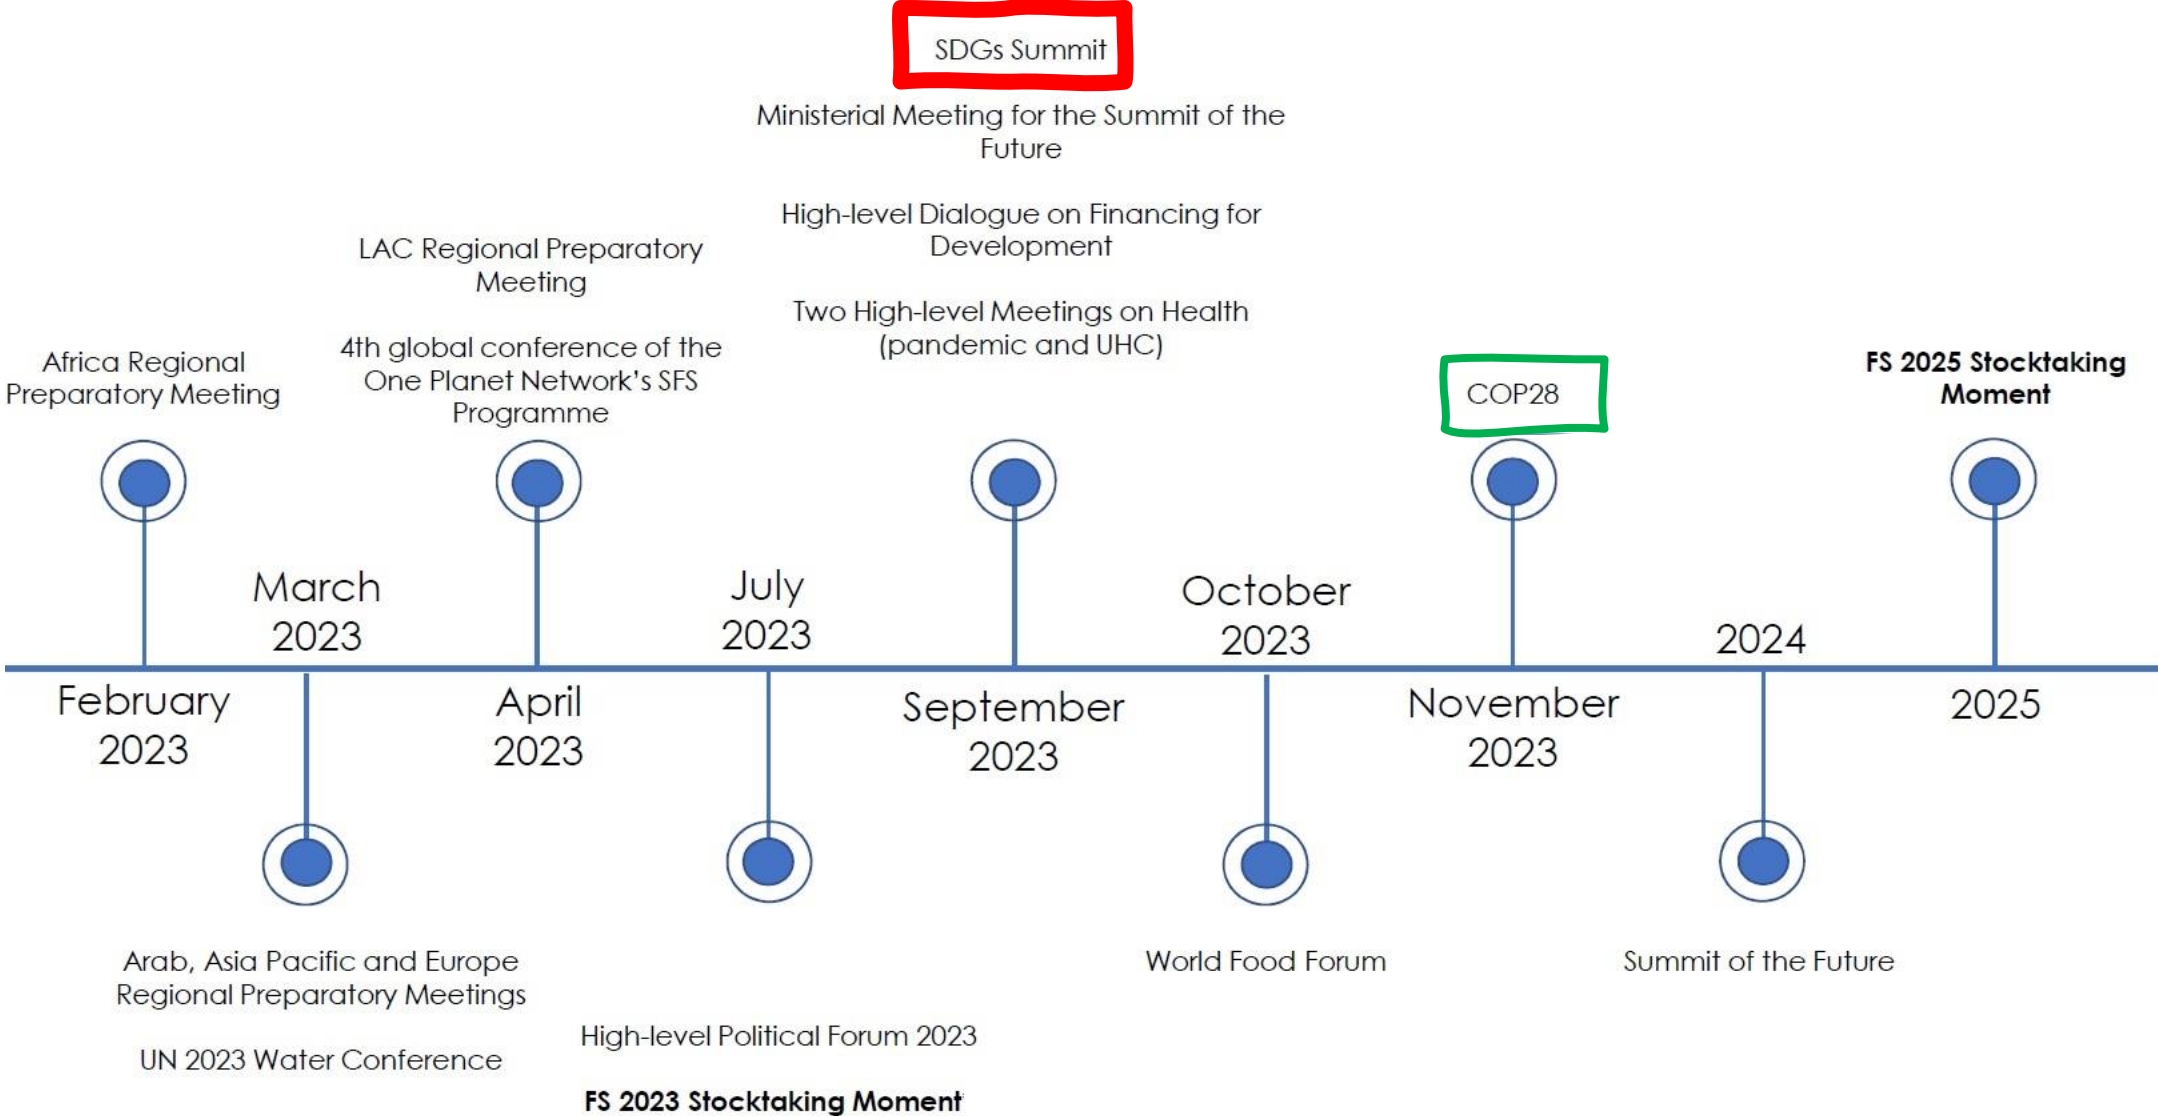 SDGs Summit
Ministerial Meeting for the Summit of the
Future
High-level Dialogue on Financing for
Development
Two High-level Meetings on Health
(pandemic and UHC)
LAC Regional Preparatory
Meeting
4th global conference of the
One Planet Network's SFS
Programme
Africa Regional
Preparatory Meeting
COP28
FS 2025 Stocktaking
Moment
March
2023
July
2023
October
2023
2024
February
2023
April
2023
September
2023
November
2023
2025
Arab, Asia Pacific and Europe
Regional Preparatory Meetings
UN 2023 Water Conference
High-level Political Forum 2023
FS 2023 Stocktaking Moment
World Food Forum
Summit of the Future